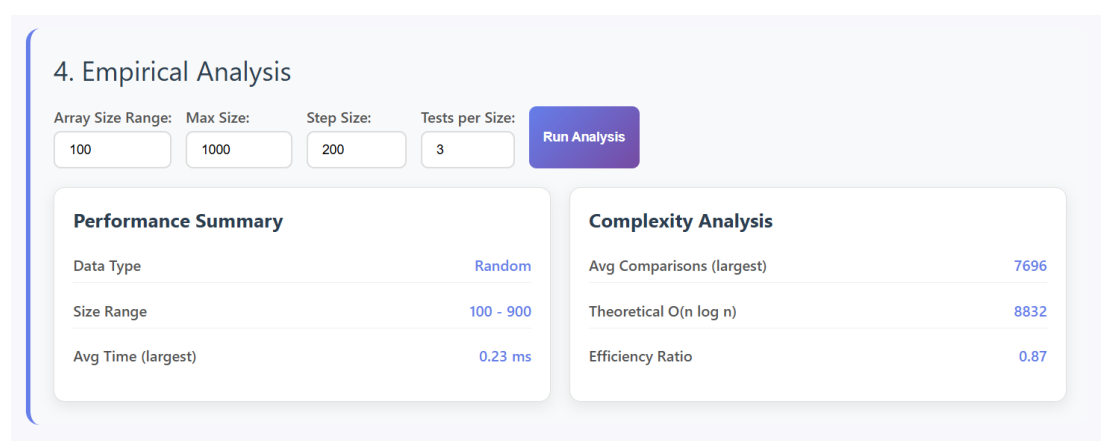 4. Empirical Analysis
Array Size Range: Max Size: Step Size: Tests per Size:
100 1000 200 3 Run Analysis
Performance Summary
Data Type Random
Size Range 100 - 900
Avg Time (largest) 0.23 ms
Complexity Analysis
Avg Comparisons (largest) 7696
Theoretical O(n log n) 8832
Efficiency Ratio 0.87